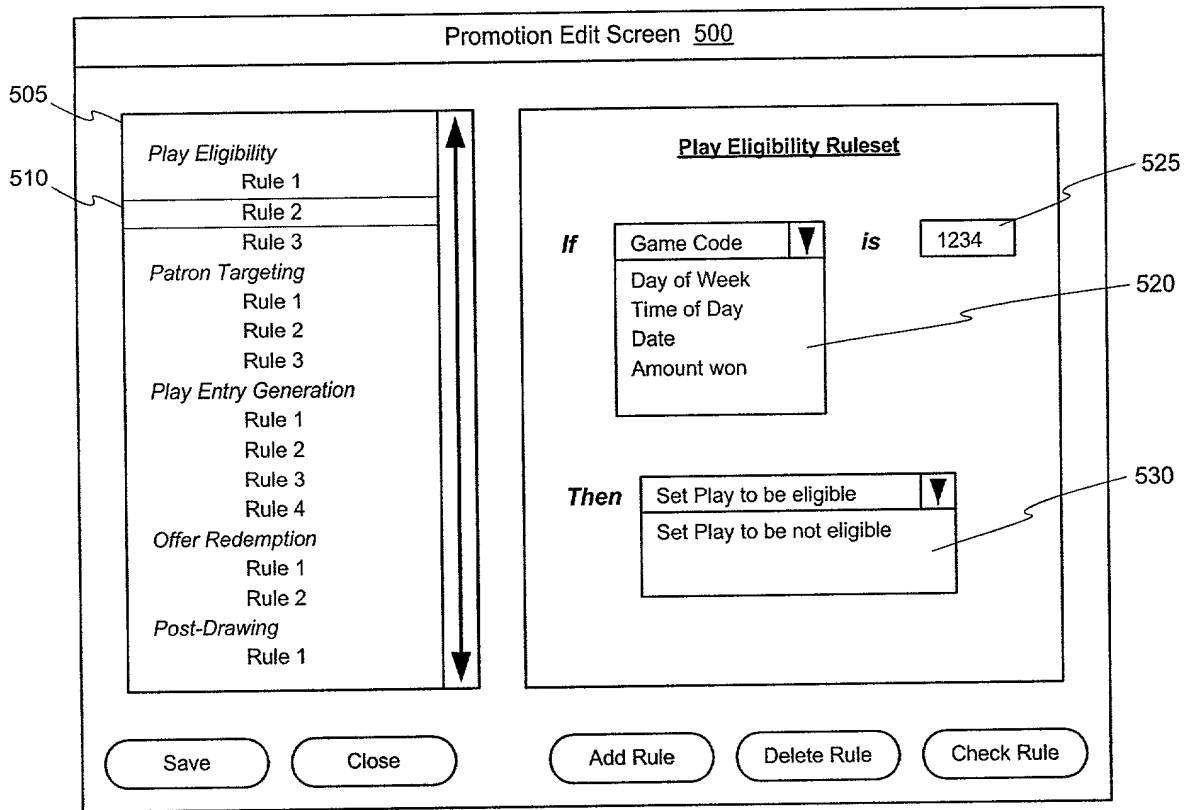 Promotion Edit Screen 500
505
Play Eligibility
Rule 1
510
Rule 2
Rule 3
Patron Targeting
Rule 1
Rule 2
Rule 3
Play Entry Generation
Rule 1
Rule 2
Rule 3
Rule 4
Offer Redemption
Rule 1
Rule 2
Post-Drawing
Rule 1
Play Eligibility Ruleset
525
If Game Code is 1234
Day of Week
520
Time of Day
Date
Amount won
530
Then Set Play to be eligible
Set Play to be not eligible
Save Close Add Rule Delete Rule Check Rule